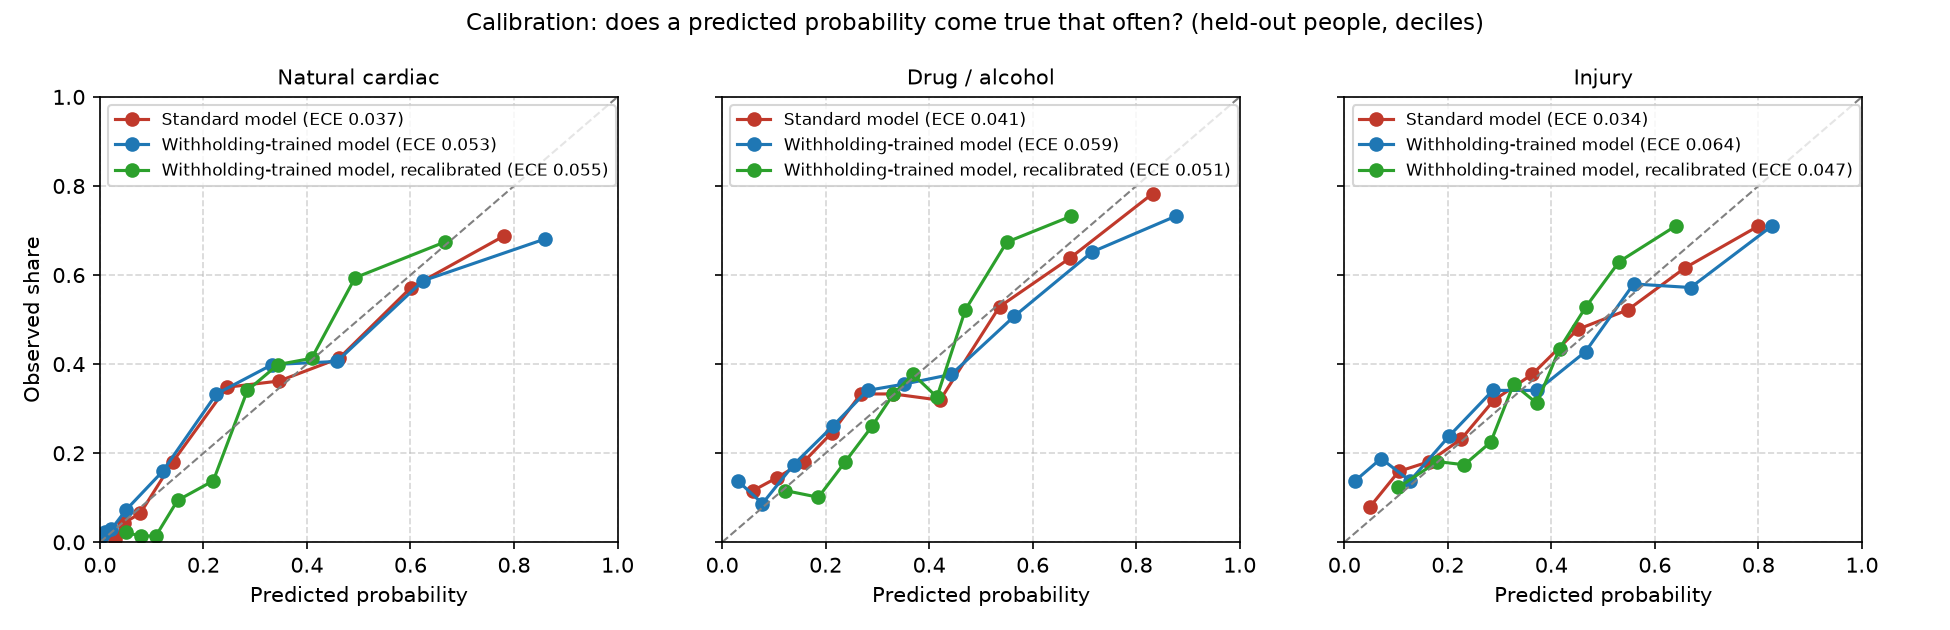 Calibration: does a predicted probability come true that often? (held-out people, deciles)
Natural cardiac
Drug / alcohol
Injury
Standard model (ECE 0.037)
Withholding-trained model (ECE 0.053)
Withholding-trained model, recalibrated (ECE 0.055)
Standard model (ECE 0.041)
Withholding-trained model (ECE 0.059)
Withholding-trained model, recalibrated (ECE 0.051)
Standard model (ECE 0.034)
Withholding-trained model (ECE 0.064)
Withholding-trained model, recalibrated (ECE 0.047)
Observed share
1.0
0.8
0.6
0.4
0.2
0.0
0.0 0.2 0.4 0.6 0.8 1.0
0.0 0.2 0.4 0.6 0.8 1.0
0.0 0.2 0.4 0.6 0.8 1.0
Predicted probability
Predicted probability
Predicted probability